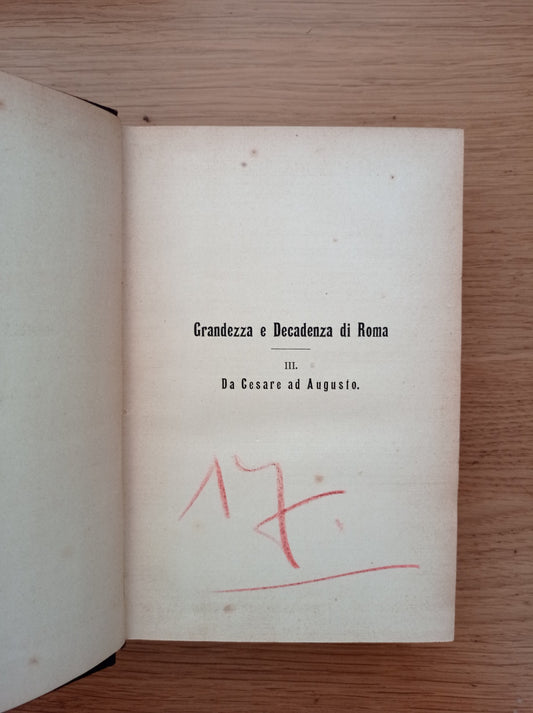 Grandezza e Decadenza di Roma
III.
Da Cesare ad Augusto.
17.